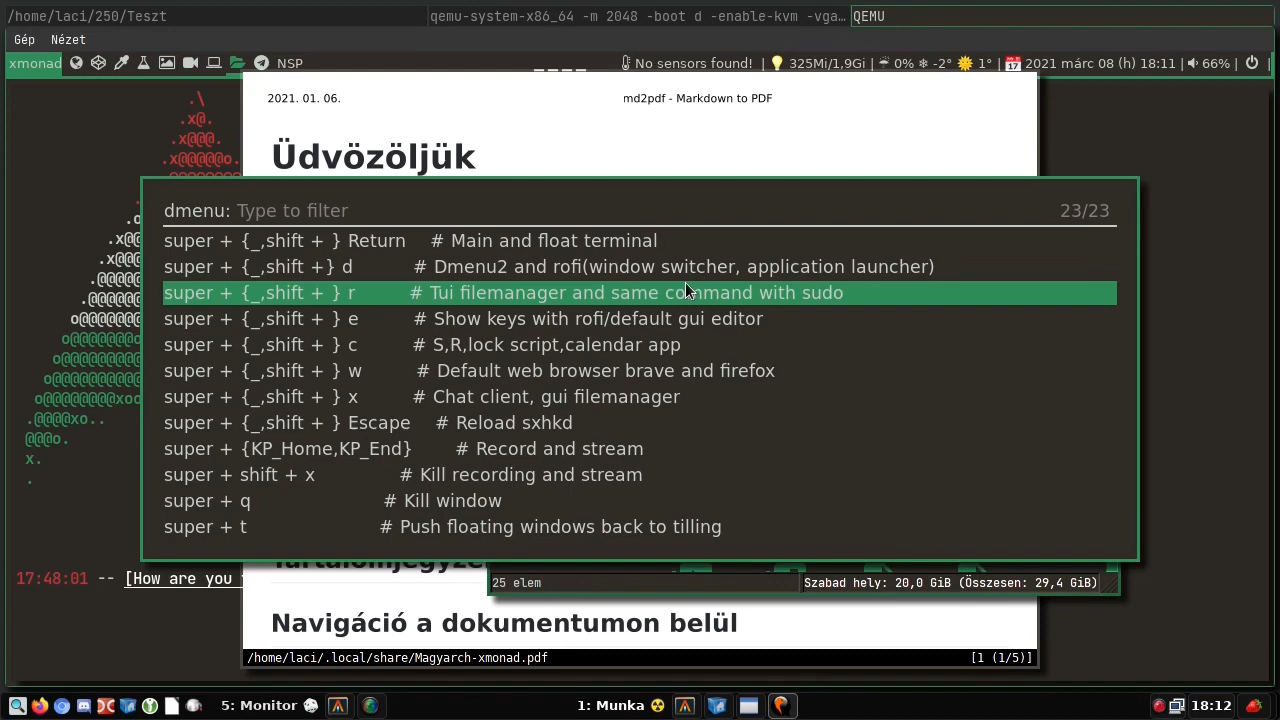 /home/laci/250/Teszt
qemu-system-x86_64 -m 2048 -boot d -enable-kvm -vga…
QEMU
Gép Nézet
xmonad NSP No sensors found! | 325Mi/1,9Gi | 0% -2° 1° | 2021 márc 08 (h) 18:11 | 66% | |
2021. 01. 06. md2pdf - Markdown to PDF
Üdvözöljük
dmenu: Type to filter 23/23
super + {_,shift + } Return # Main and float terminal
super + {_,shift +} d # Dmenu2 and rofi(window switcher, application launcher)
super + {_,shift + } r # Tui filemanager and same command with sudo
super + {_,shift + } e # Show keys with rofi/default gui editor
super + {_,shift + } c # S,R,lock script,calendar app
super + {_,shift + } w # Default web browser brave and firefox
super + {_,shift + } x # Chat client, gui filemanager
super + {_,shift + } Escape # Reload sxhkd
super + {KP_Home,KP_End} # Record and stream
super + shift + x # Kill recording and stream
super + q # Kill window
super + t # Push floating windows back to tilling
17:48:01 -- [How are you
25 elem Szabad hely: 20,0 GiB (Összesen: 29,4 GiB)
Navigáció a dokumentumon belül
/home/laci/.local/share/Magyarch-xmonad.pdf [1 (1/5)]
5: Monitor 1: Munka 18:12